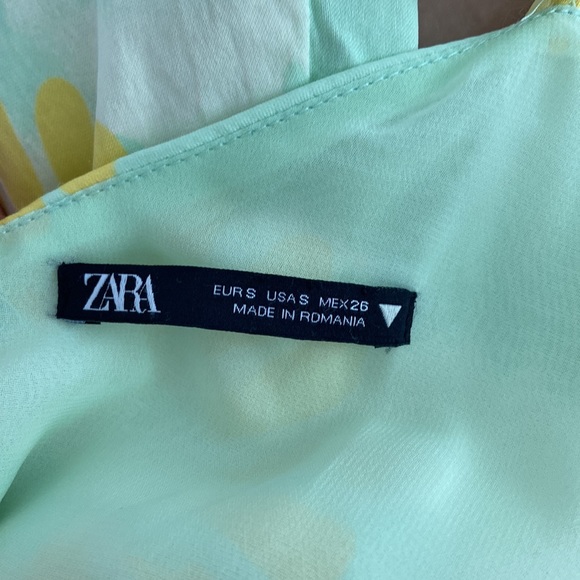 ZARA
EUR S USA S MEX 26
MADE IN ROMANIA